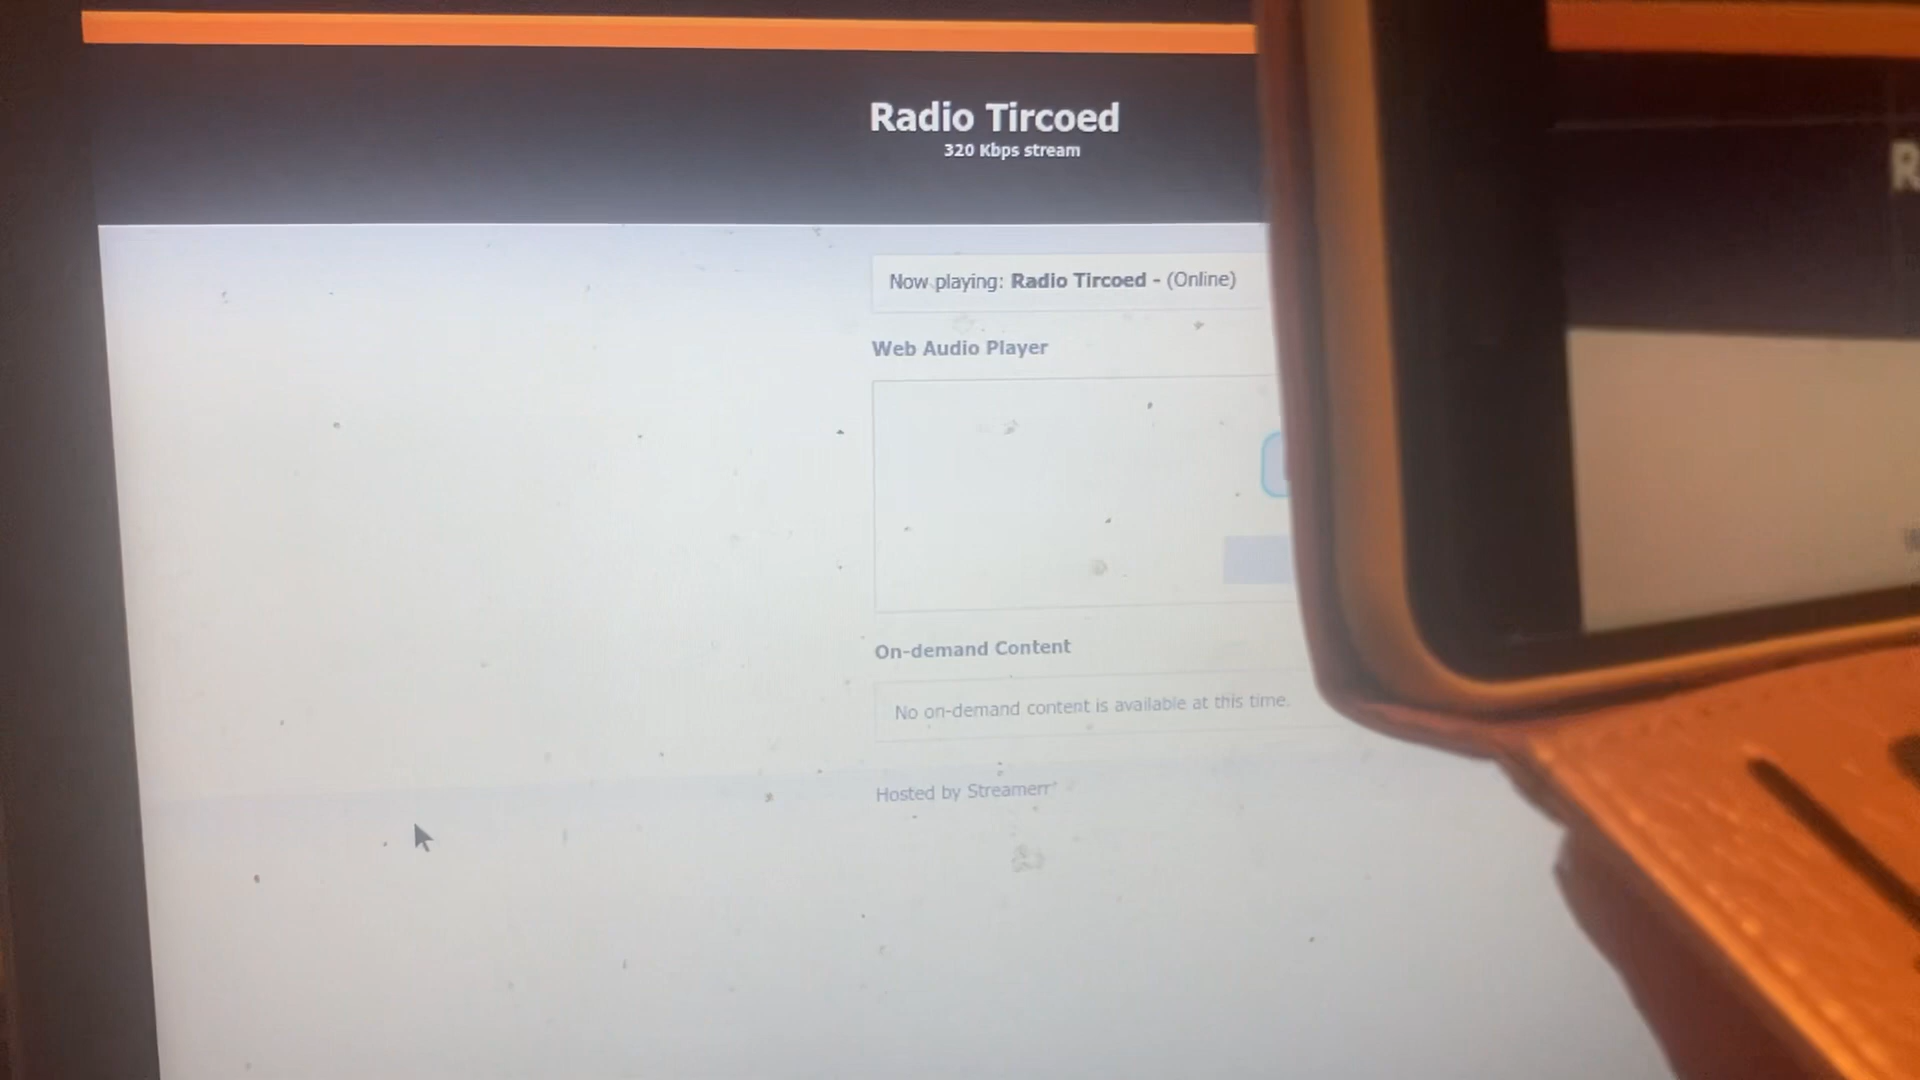 Radio Tircoed
320 Kbps stream
Now playing: Radio Tircoed - (Online)
Web Audio Player
On-demand Content
No on-demand content is available at this time.
Hosted by Streamerr
R